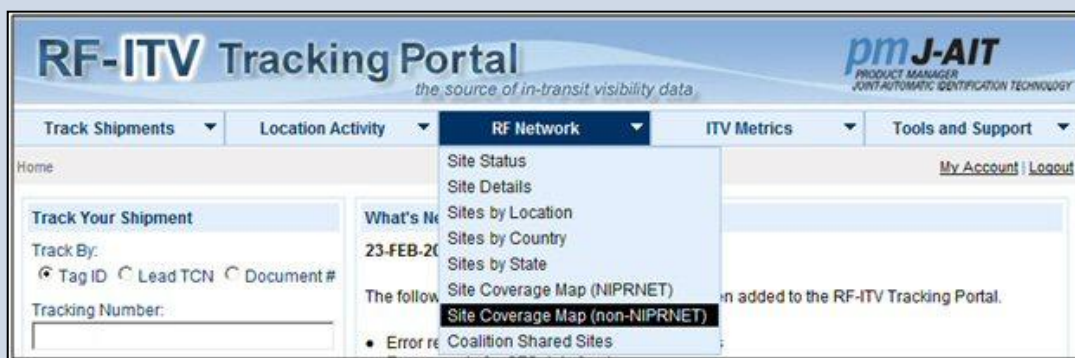 RF-ITV Tracking Portal
the source of in-transit visibility data
pm J-AIT
PRODUCT MANAGER
JOINT-AUTOMATIC IDENTIFICATION TECHNOLOGY
Track Shipments
Location Activity
RF Network
ITV Metrics
Tools and Support
Home
My Account | Logout
Site Status
Site Details
Sites by Location
Sites by Country
Sites by State
Site Coverage Map (NIPRNET)
Site Coverage Map (non-NIPRNET)
Coalition Shared Sites
Track Your Shipment
Track By:
Tag ID Lead TCN Document #
Tracking Number:
What's Ne
23-FEB-20
The follow en added to the RF-ITV Tracking Portal.
• Error re